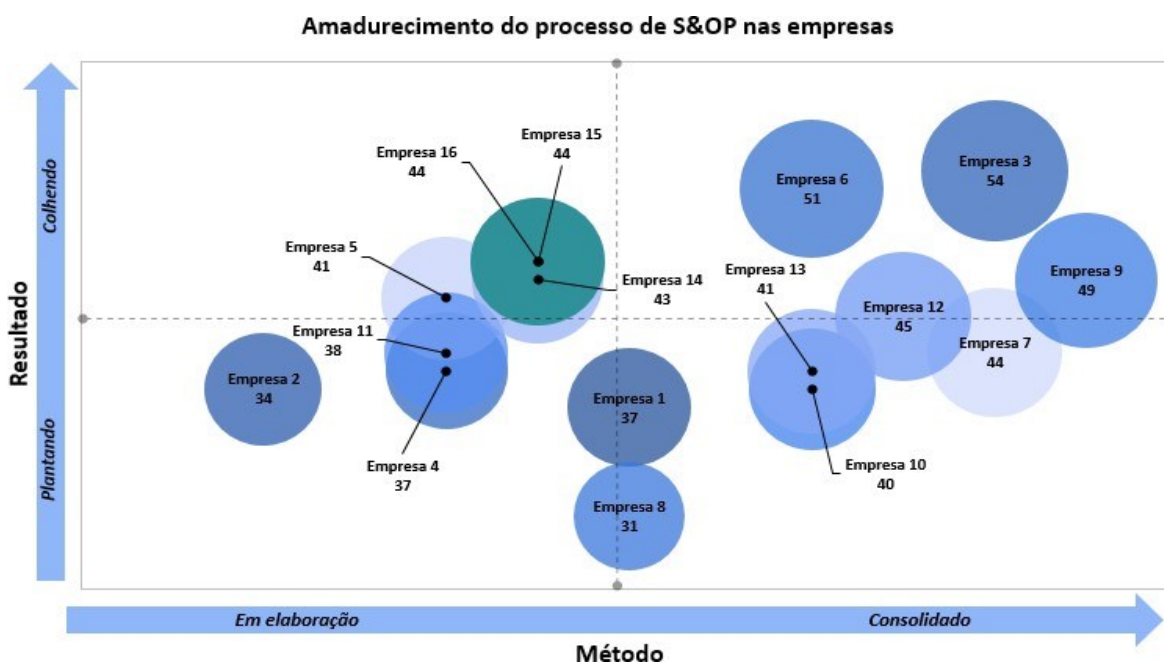 Amadurecimento do processo de S&OP nas empresas
Resultado
Colhendo
Plantando
Empresa 15
44
Empresa 16
44
Empresa 5
41
Empresa 14
43
Empresa 11
38
Empresa 2
34
Empresa 4
37
Empresa 6
51
Empresa 3
54
Empresa 13
41
Empresa 9
49
Empresa 12
45
Empresa 7
44
Empresa 1
37
Empresa 10
40
Empresa 8
31
Em elaboração
Consolidado
Método